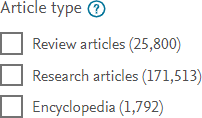 Article type ?
Review articles (25,800)
Research articles (171,513)
Encyclopedia (1,792)